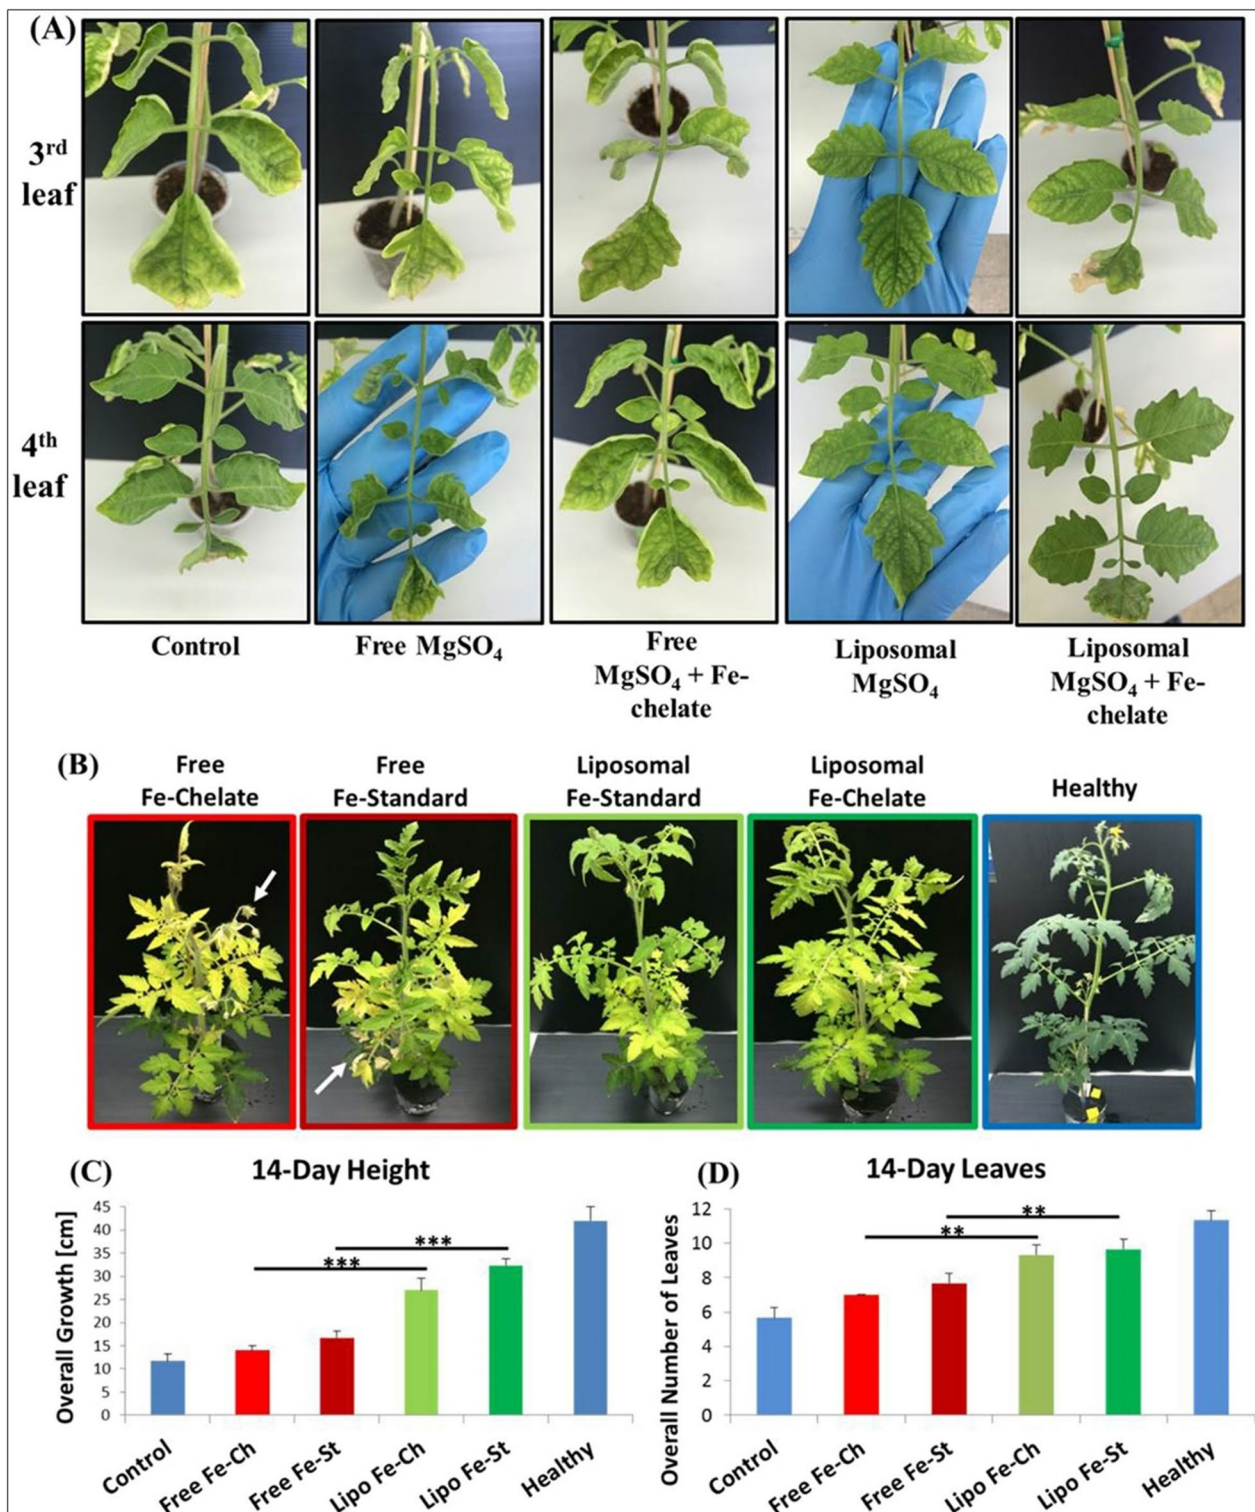 (A)
3rd
leaf
4th
leaf
Control
Free MgSO4
Free
MgSO4 + Fe-
chelate
Liposomal
MgSO4
Liposomal
MgSO4 + Fe-
chelate
(B)
Free
Fe-Chelate
Free
Fe-Standard
Liposomal
Fe-Standard
Liposomal
Fe-Chelate
Healthy
(C)
14-Day Height
Overall Growth [cm]
45
40
35
30
25
20
15
10
5
0
***
***
Control
Free Fe-Ch
Free Fe-St
Lipo Fe-Ch
Lipo Fe-St
Healthy
(D)
14-Day Leaves
Overall Number of Leaves
12
10
8
6
4
2
0
**
**
Control
Free Fe-Ch
Free Fe-St
Lipo Fe-Ch
Lipo Fe-St
Healthy